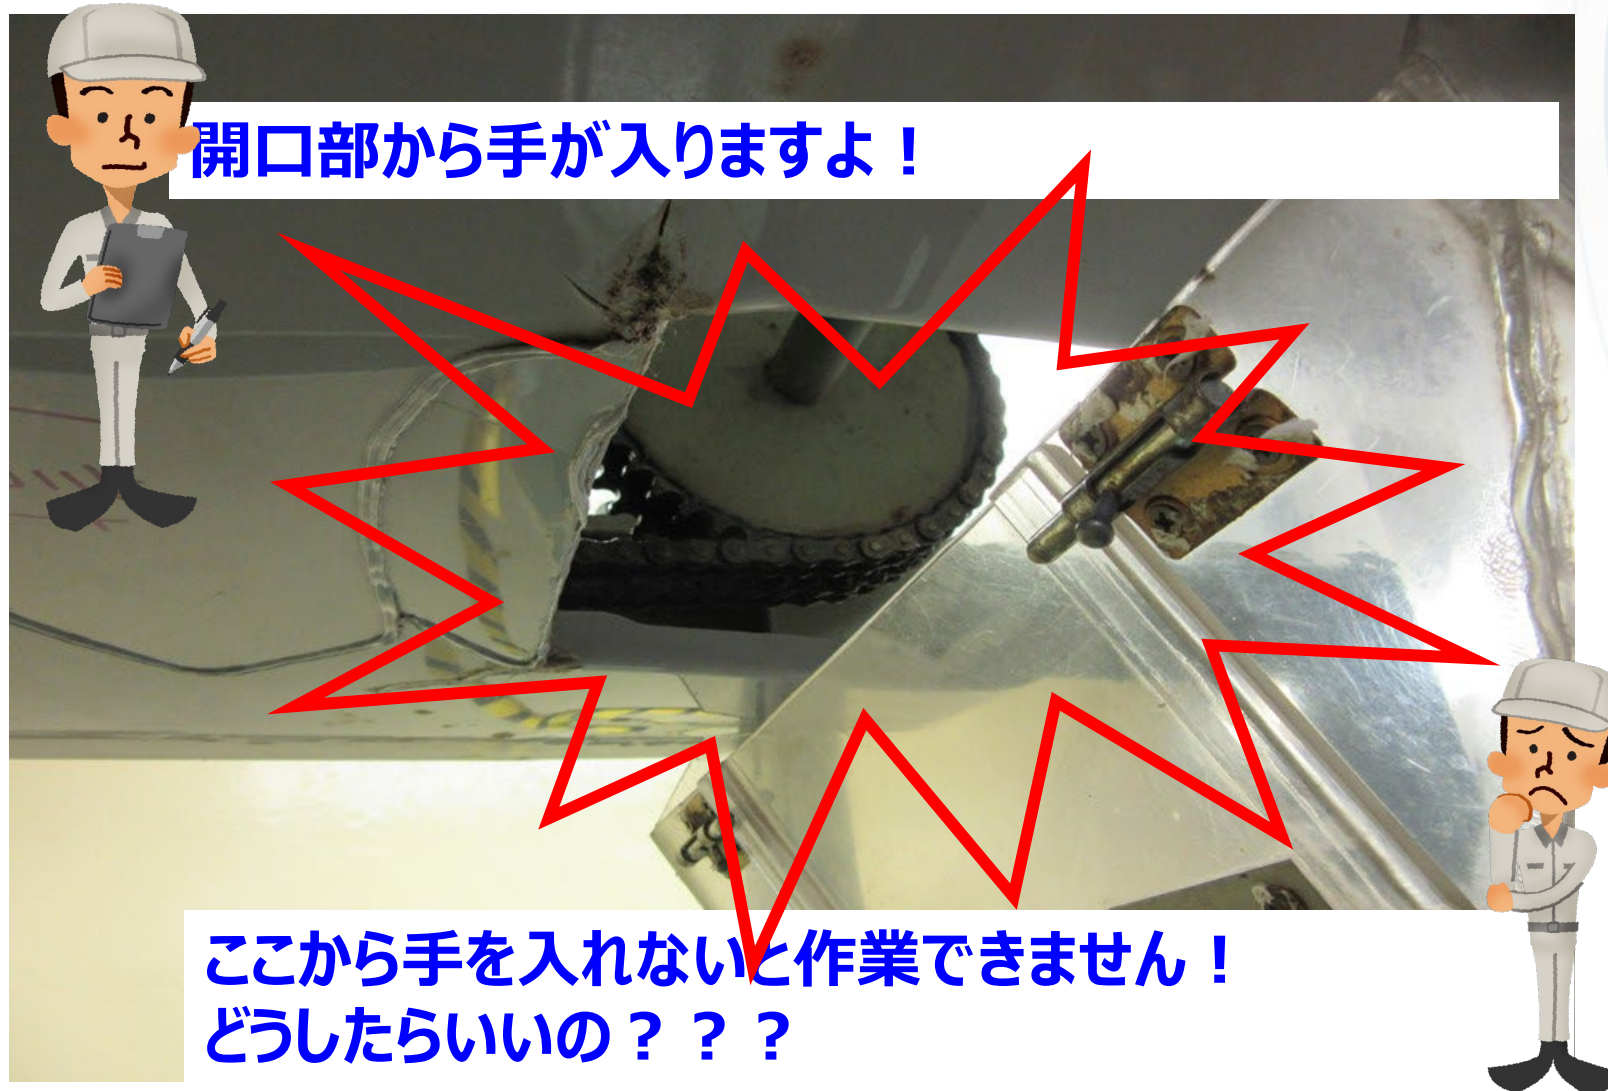 開口部から手が入りますよ！
ここから手を入れないと作業できません！
どうしたらいいの？？？